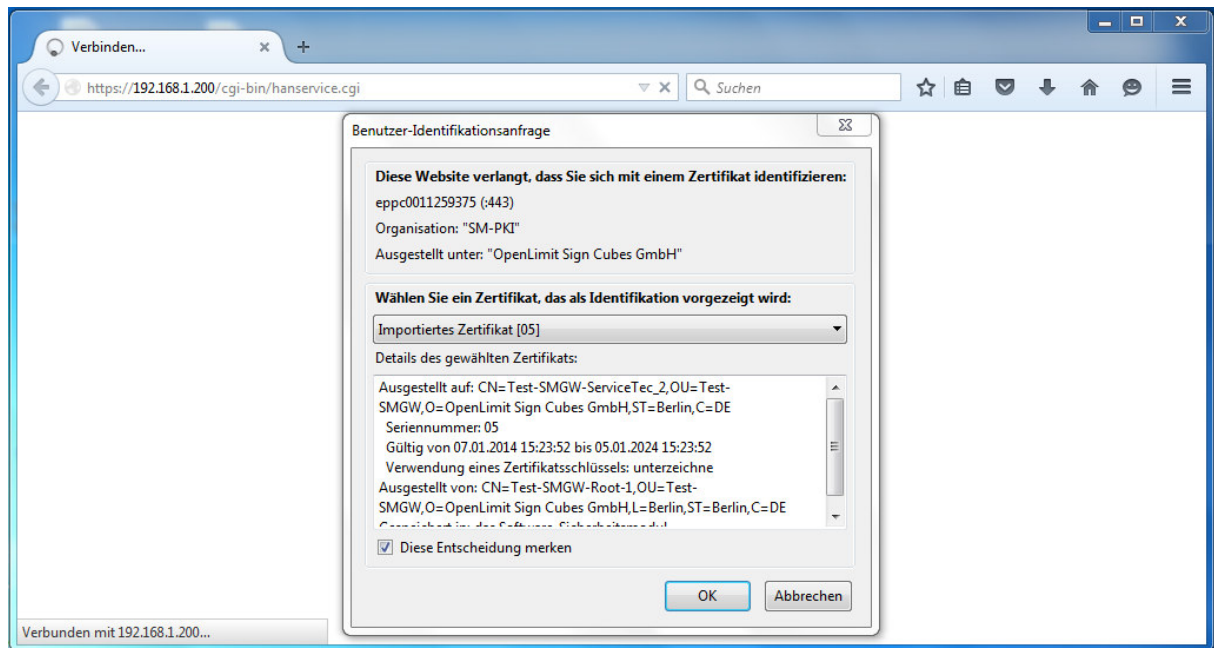 Verbinden...
https://192.168.1.200/cgi-bin/hanservice.cgi
Suchen
Benutzer-Identifikationsanfrage
Diese Website verlangt, dass Sie sich mit einem Zertifikat identifizieren:
eppc0011259375 (:443)
Organisation: "SM-PKI"
Ausgestellt unter: "OpenLimit Sign Cubes GmbH"
Wählen Sie ein Zertifikat, das als Identifikation vorgezeigt wird:
Importiertes Zertifikat [05]
Details des gewählten Zertifikats:
Ausgestellt auf: CN=Test-SMGW-ServiceTec_2,OU=Test-
SMGW,O=OpenLimit Sign Cubes GmbH,ST=Berlin,C=DE
Seriennummer: 05
Gültig von 07.01.2014 15:23:52 bis 05.01.2024 15:23:52
Verwendung eines Zertifikatsschlüssels: unterzeichne
Ausgestellt von: CN=Test-SMGW-Root-1,OU=Test-
SMGW,O=OpenLimit Sign Cubes GmbH,L=Berlin,ST=Berlin,C=DE
Diese Entscheidung merken
OK
Abbrechen
Verbunden mit 192.168.1.200...